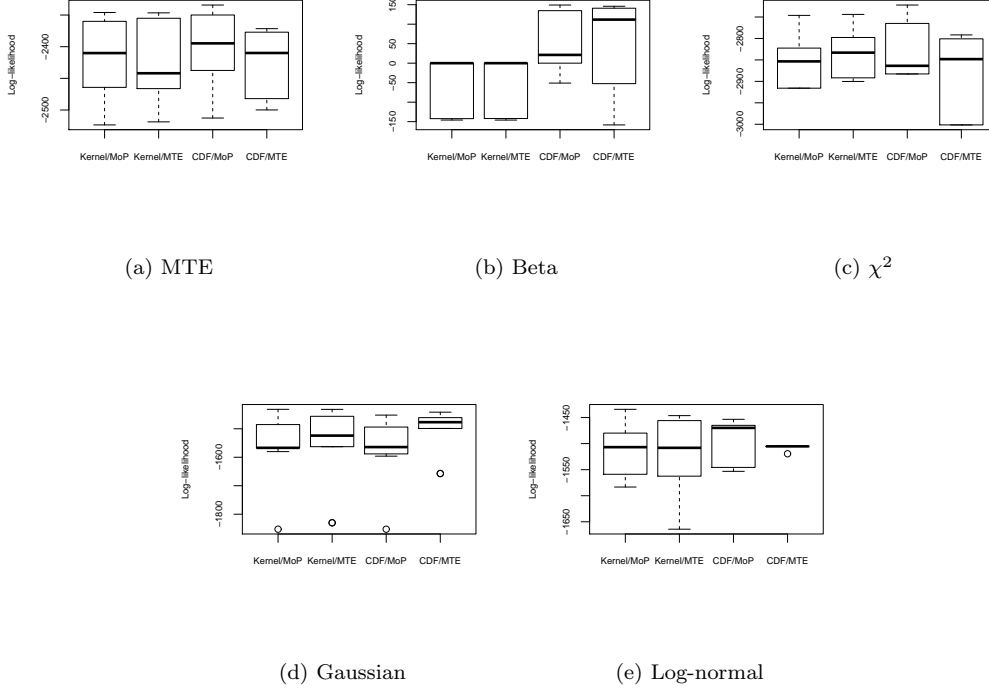 Log−likelihood
−2400
−2500
Kernel/MoP Kernel/MTE CDF/MoP CDF/MTE
(a) MTE
Log−likelihood
150
50
0
−50
−150
Kernel/MoP Kernel/MTE CDF/MoP CDF/MTE
(b) Beta
Log−likelihood
−2800
−2900
−3000
Kernel/MoP Kernel/MTE CDF/MoP CDF/MTE
(c) χ²
Log−likelihood
−1600
−1800
Kernel/MoP Kernel/MTE CDF/MoP CDF/MTE
(d) Gaussian
Log−likelihood
−1450
−1550
−1650
Kernel/MoP Kernel/MTE CDF/MoP CDF/MTE
(e) Log-normal